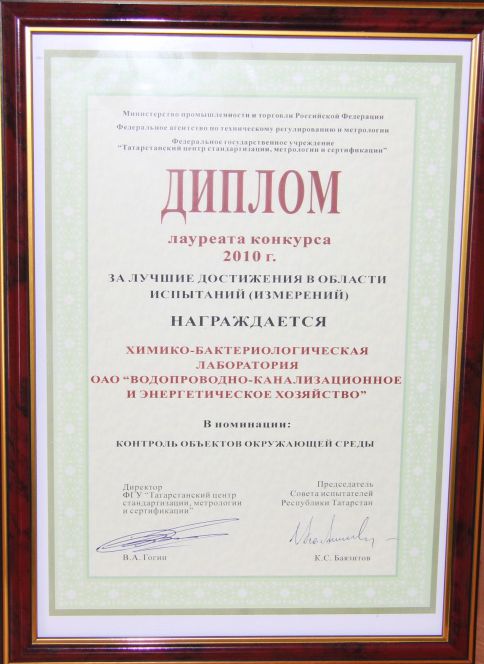 Министерство промышленности и торговли Российской Федерации
Федеральное агентство по техническому регулированию и метрологии
Федеральное государственное учреждение
"Татарстанский центр стандартизации, метрологии и сертификации"
ДИПЛОМ
лауреата конкурса
2010 г.
ЗА ЛУЧШИЕ ДОСТИЖЕНИЯ В ОБЛАСТИ
ИСПЫТАНИЙ (ИЗМЕРЕНИЙ)
НАГРАЖДАЕТСЯ
ХИМИКО-БАКТЕРИОЛОГИЧЕСКАЯ
ЛАБОРАТОРИЯ
ОАО "ВОДОПРОВОДНО-КАНАЛИЗАЦИОННОЕ
И ЭНЕРГЕТИЧЕСКОЕ ХОЗЯЙСТВО"
В номинации:
КОНТРОЛЬ ОБЪЕКТОВ ОКРУЖАЮЩЕЙ СРЕДЫ
Директор
ФГУ "Татарстанский центр
стандартизации, метрологии
и сертификации"
В.А. Гогин
Председатель
Совета испытателей
Республики Татарстан
К.С. Баязитов